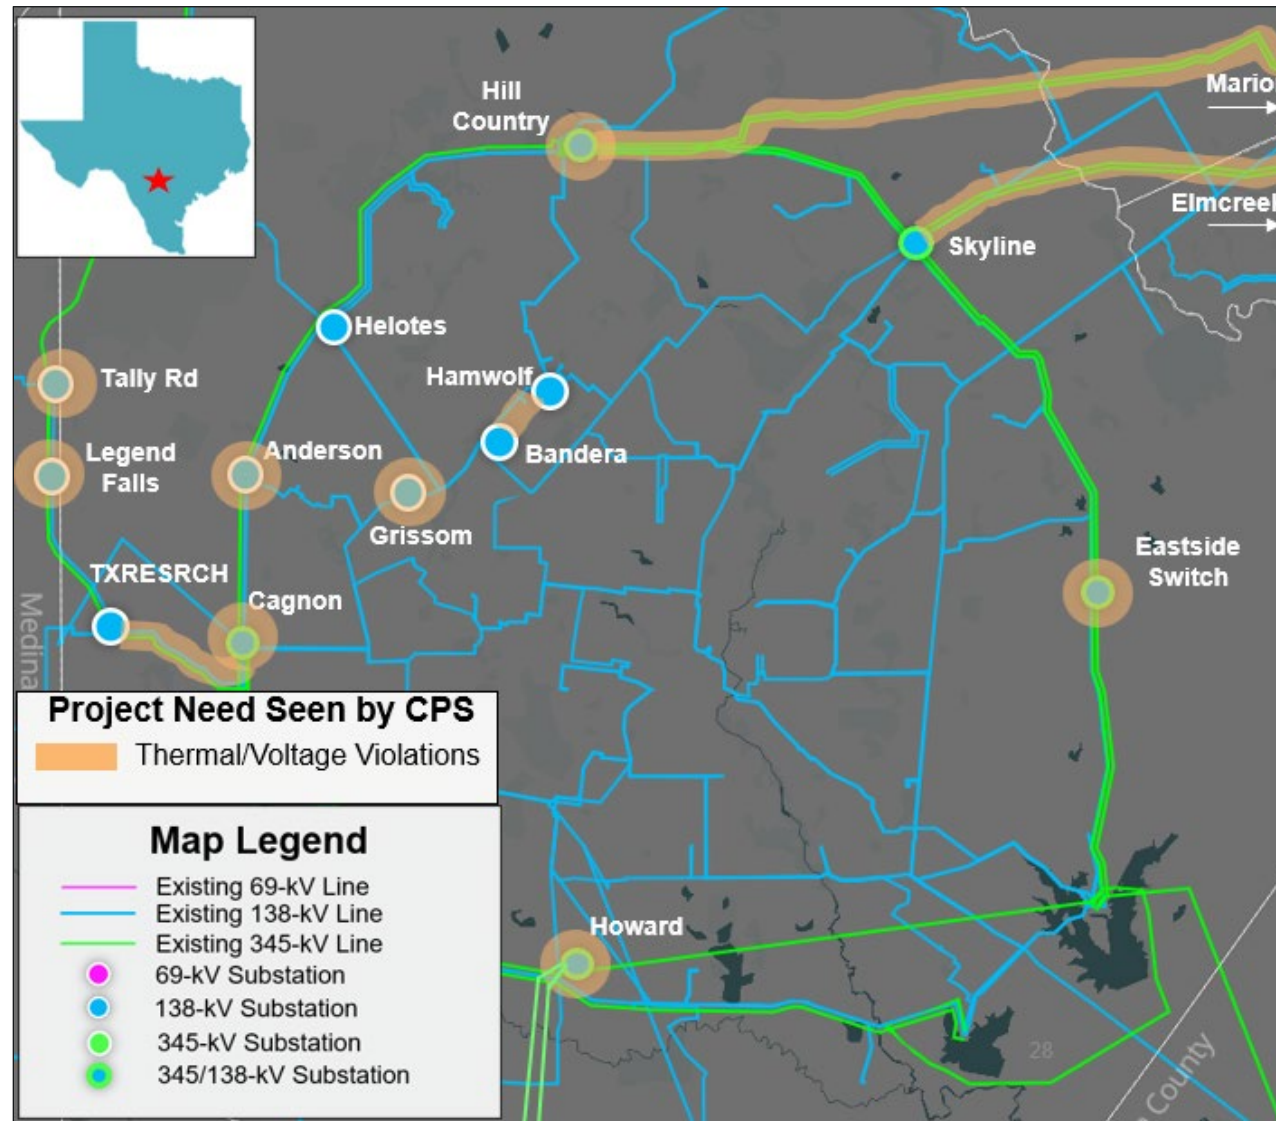 Hill
Country
Mario
Elmcreek
Skyline
Helotes
Tally Rd
Hamwolf
Anderson
Bandera
Legend
Falls
Grissom
Eastside
Switch
TXRESRCH
Cagnon
Medina
Project Need Seen by CPS
Thermal/Voltage Violations
Map Legend
Existing 69-kV Line
Existing 138-kV Line
Existing 345-kV Line
69-kV Substation
138-kV Substation
345-kV Substation
345/138-kV Substation
Howard
28
County